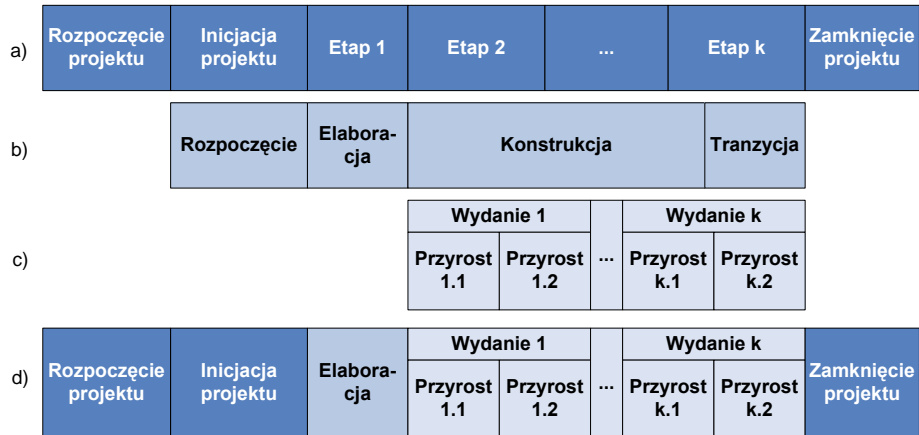 a)
Rozpoczęcie
projektu
Inicjacja
projektu
Etap 1
Etap 2
...
Etap k
Zamknięcie
projektu
b)
Rozpoczęcie
Elabora-
cja
Konstrukcja
Tranzycja
c)
Wydanie 1
Przyrost
1.1
Przyrost
1.2
...
Wydanie k
Przyrost
k.1
Przyrost
k.2
d)
Rozpoczęcie
projektu
Inicjacja
projektu
Elabora-
cja
Wydanie 1
Przyrost
1.1
Przyrost
1.2
...
Wydanie k
Przyrost
k.1
Przyrost
k.2
Zamknięcie
projektu